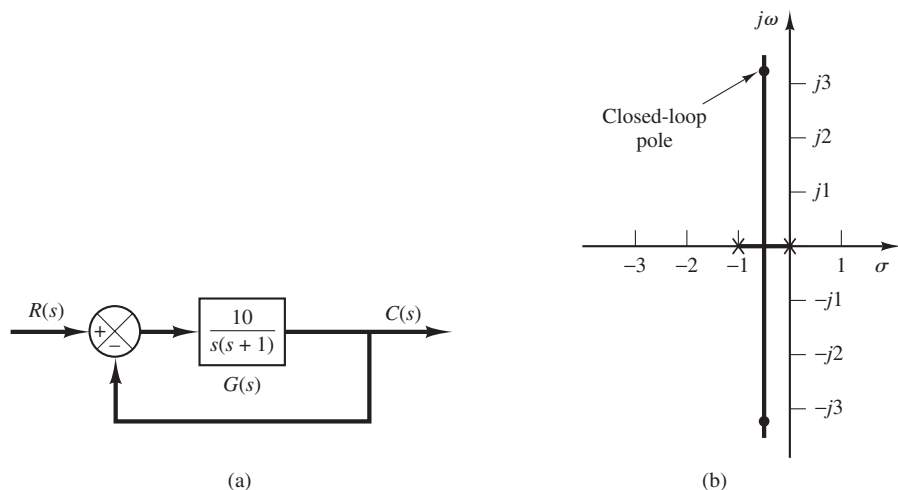 R(s)
+
−
10
s(s + 1)
G(s)
C(s)
(a)
jω
j3
Closed-loop
pole
j2
j1
−3 −2 −1 1 σ
−j1
−j2
−j3
(b)